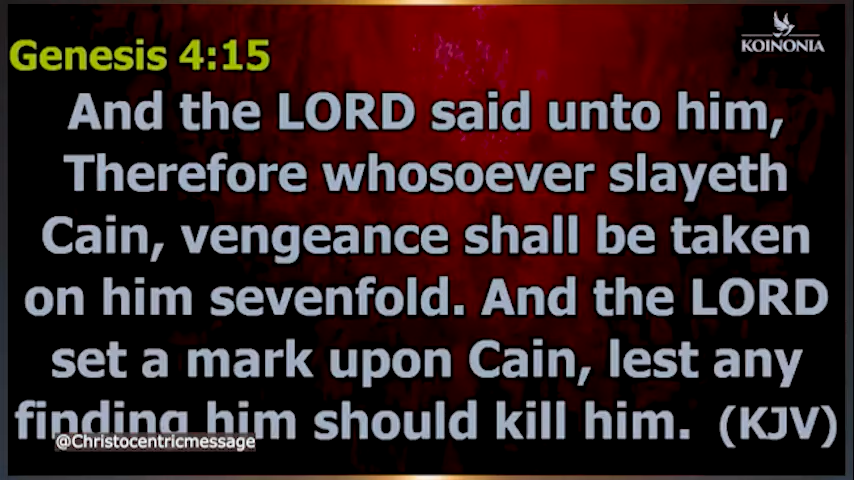 KOINONIA
Genesis 4:15
And the LORD said unto him,
Therefore whosoever slayeth
Cain, vengeance shall be taken
on him sevenfold. And the LORD
set a mark upon Cain, lest any
finding him should kill him. (KJV)
@Christocentricmessage